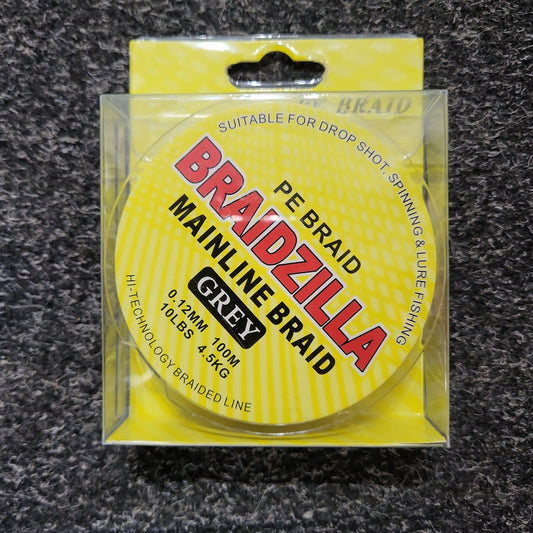 PE BRAID
SUITABLE FOR DROP SHOT, SPINNING & LURE FISHING
PE BRAID
BRAIDZILLA
MAINLINE BRAID
GREY
0.12MM 100M
10LBS 4.5KG
HI-TECHNOLOGY BRAIDED LINE